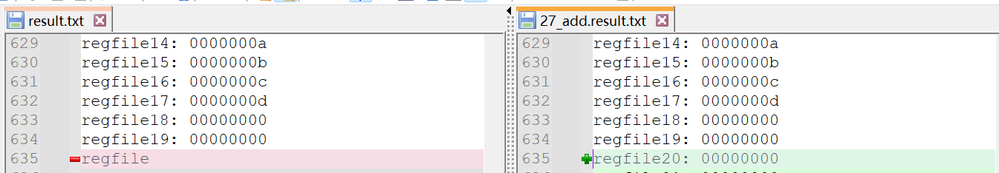 result.txt
629 regfile14: 0000000a
630 regfile15: 0000000b
631 regfile16: 0000000c
632 regfile17: 0000000d
633 regfile18: 00000000
634 regfile19: 00000000
635 regfile
27_add.result.txt
629 regfile14: 0000000a
630 regfile15: 0000000b
631 regfile16: 0000000c
632 regfile17: 0000000d
633 regfile18: 00000000
634 regfile19: 00000000
635 regfile20: 00000000